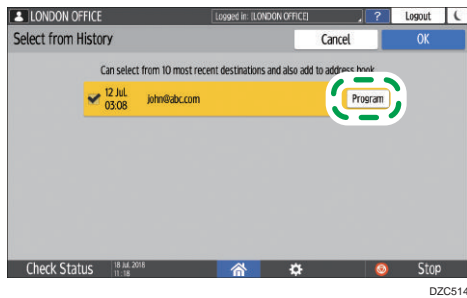 LONDON OFFICE
Logged in: [LONDON OFFICE]
?
Logout
Select from History
Cancel
OK
Can select from 10 most recent destinations and also add to address book.
12 Jul.
03:08
john@abc.com
Program
Check Status
18 Jul. 2018
11:18
Stop
DZC514